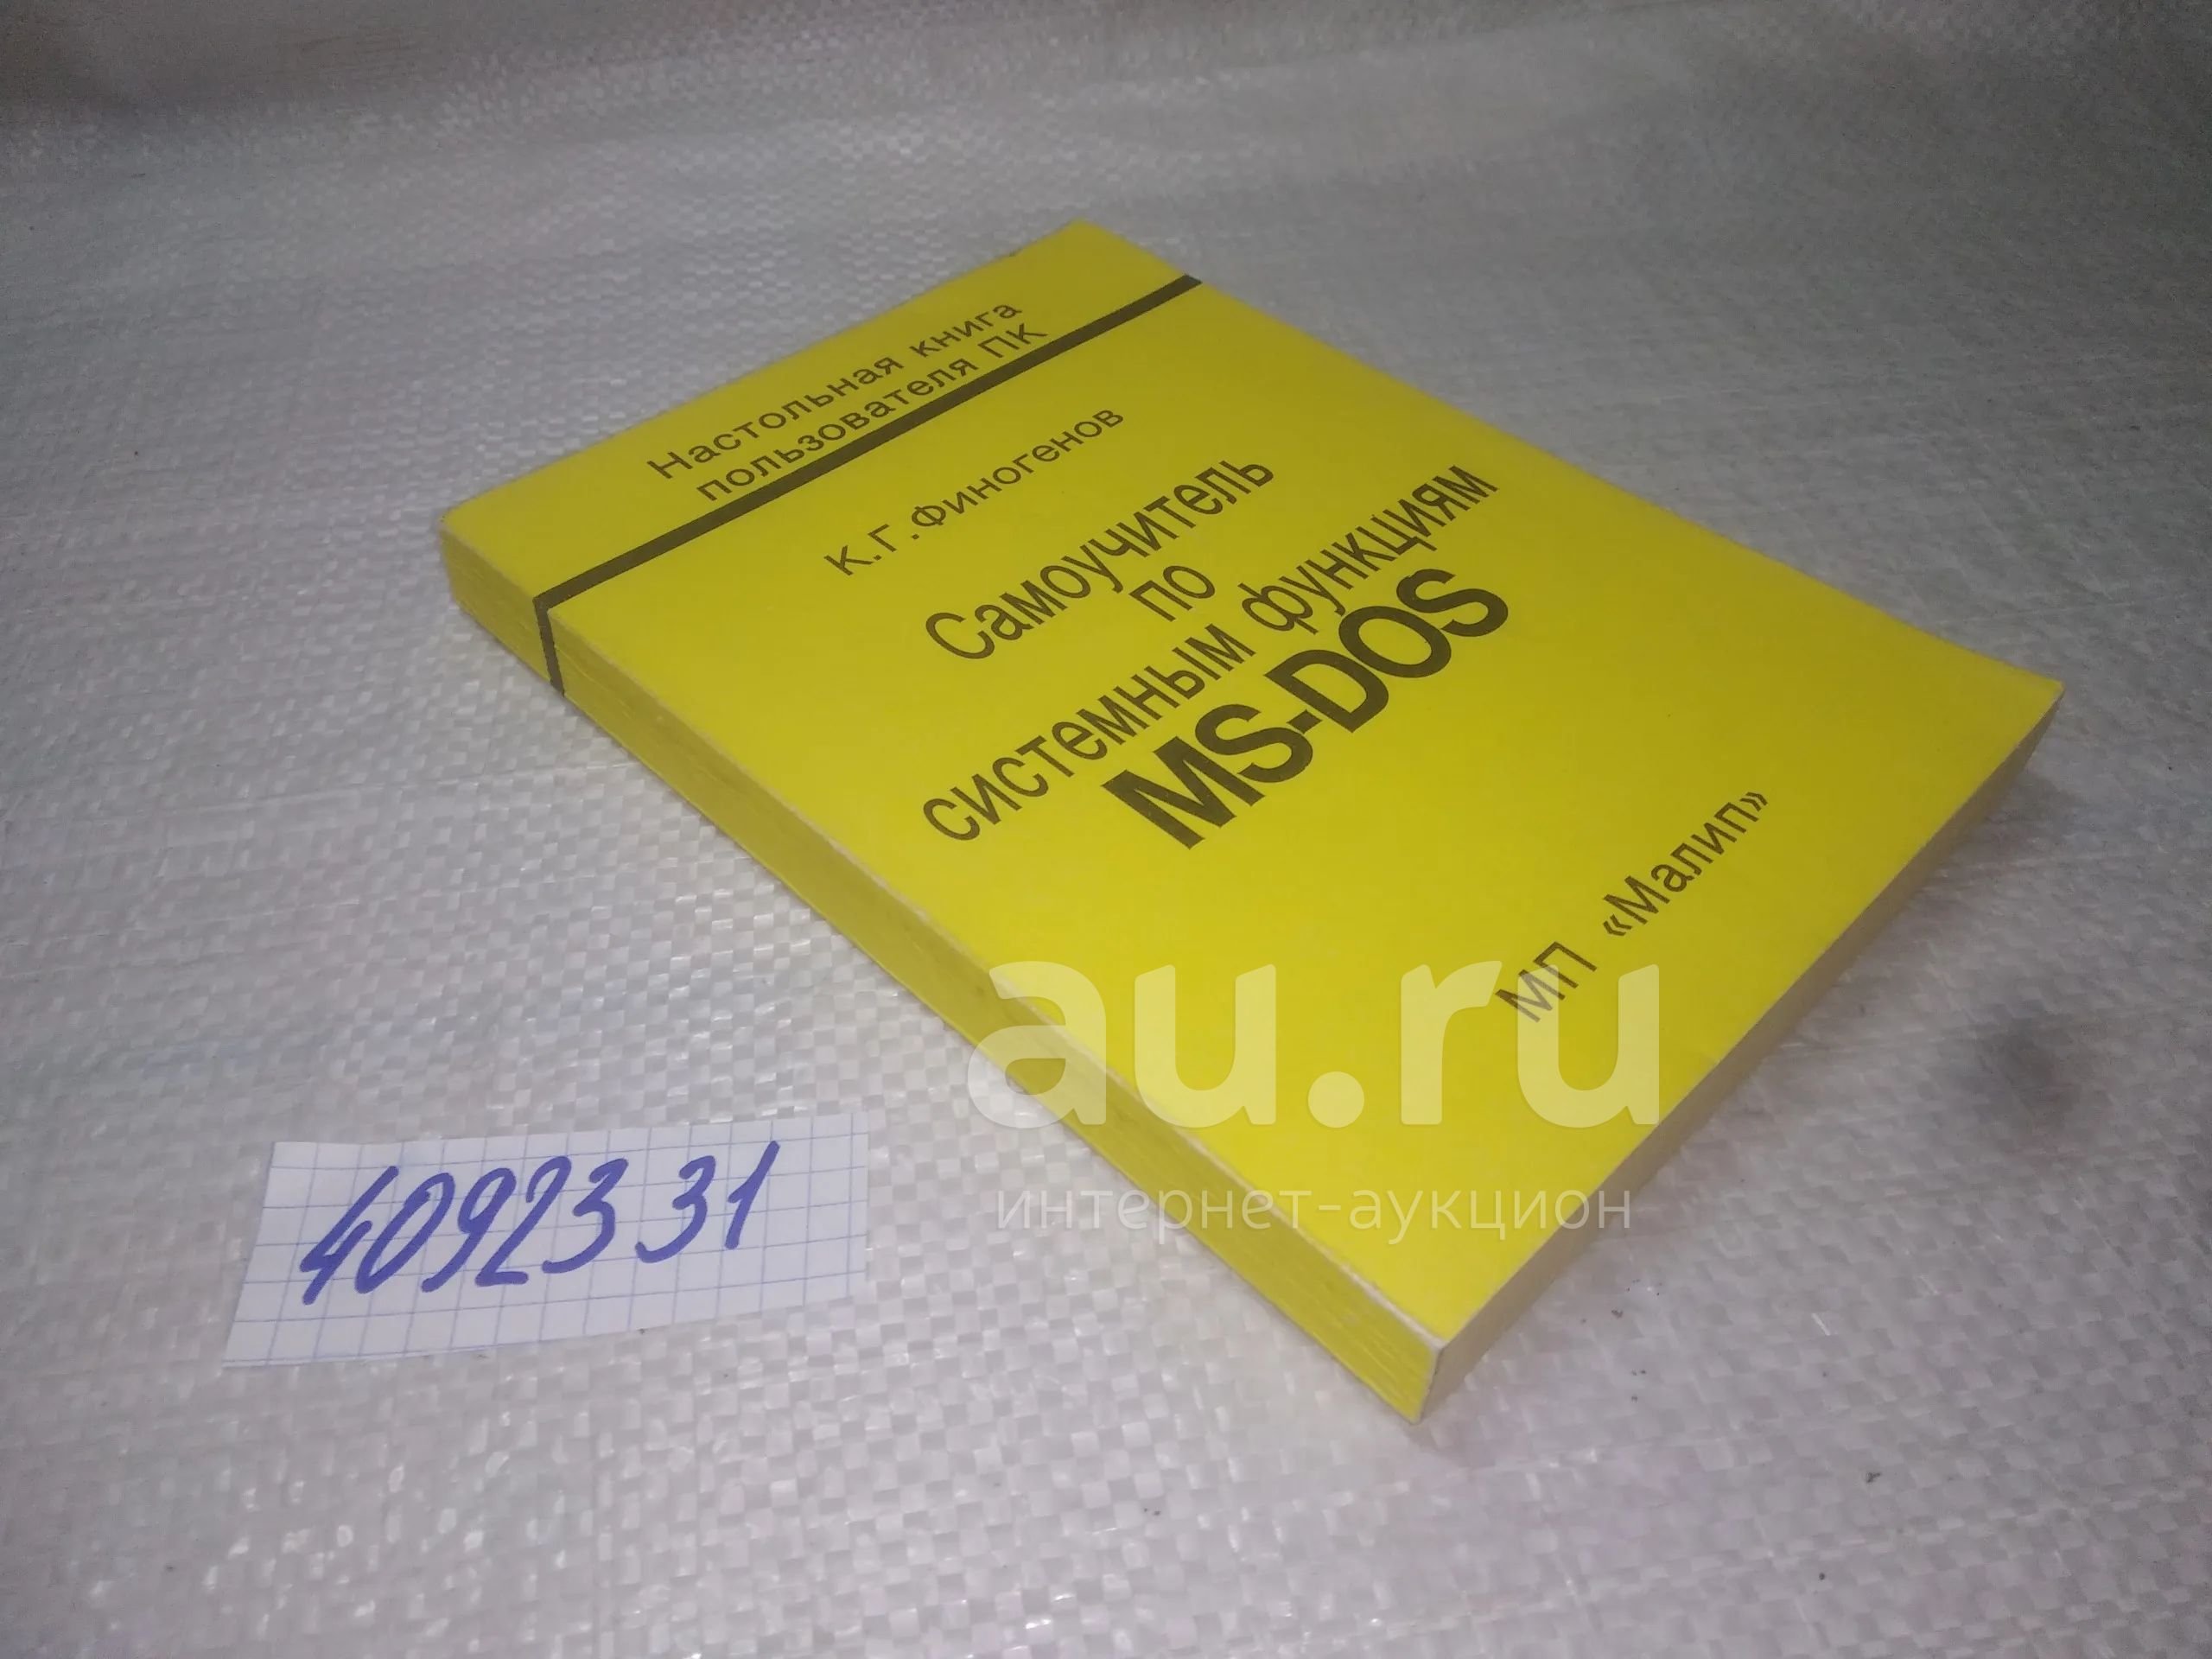 Настольная книга
пользователя ПК
К.Г.Финогенов
Самоучитель
по
системным функциям
MS-DOS
МП «Малип»
au.ru
интернет-аукцион
4092331